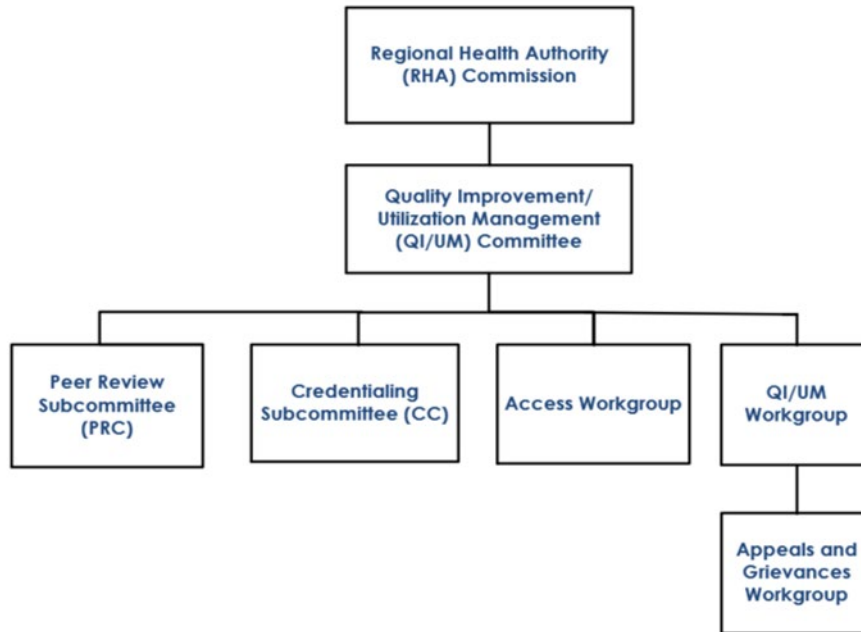 Regional Health Authority
(RHA) Commission
Quality Improvement/
Utilization Management
(QI/UM) Committee
Peer Review
Subcommittee
(PRC)
Credentialing
Subcommittee (CC)
Access Workgroup
QI/UM
Workgroup
Appeals and
Grievances
Workgroup